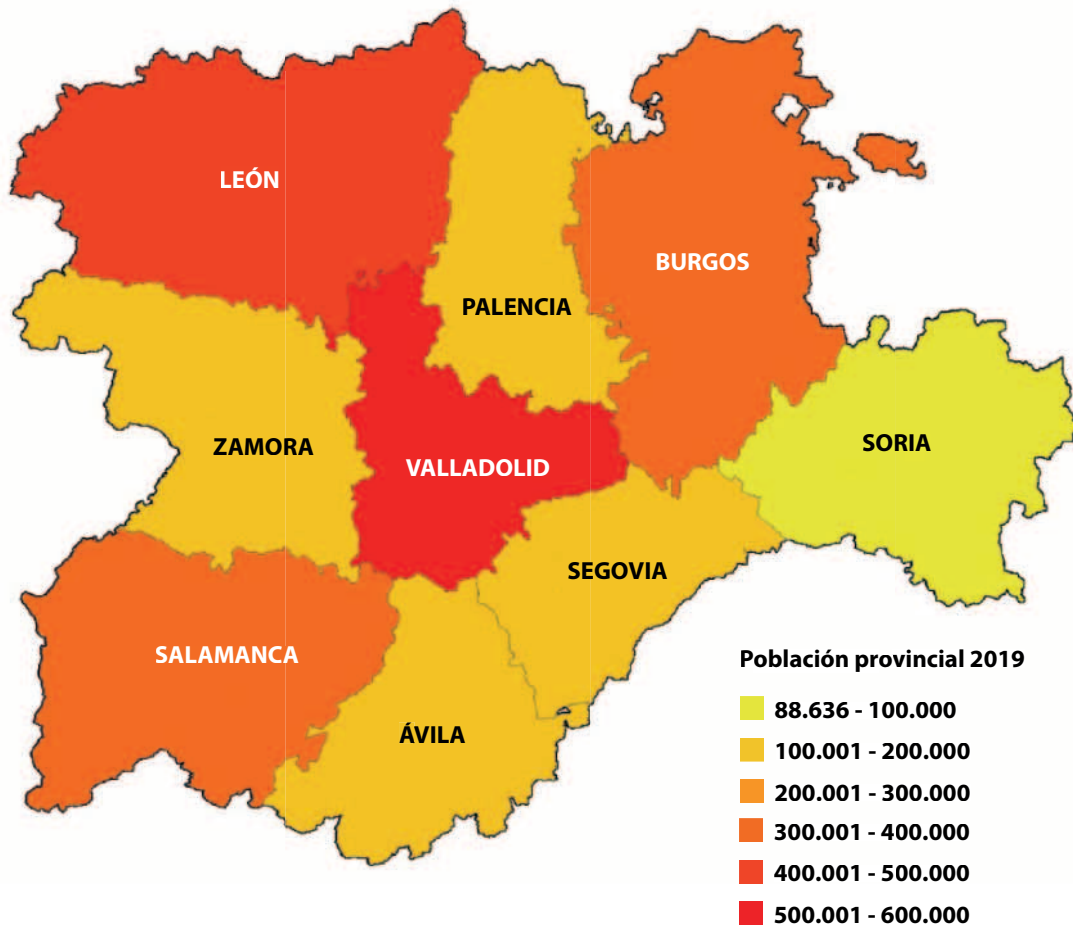 LEÓN
BURGOS
PALENCIA
ZAMORA
SORIA
VALLADOLID
SEGOVIA
SALAMANCA
ÁVILA
Población provincial 2019
88.636 - 100.000
100.001 - 200.000
200.001 - 300.000
300.001 - 400.000
400.001 - 500.000
500.001 - 600.000